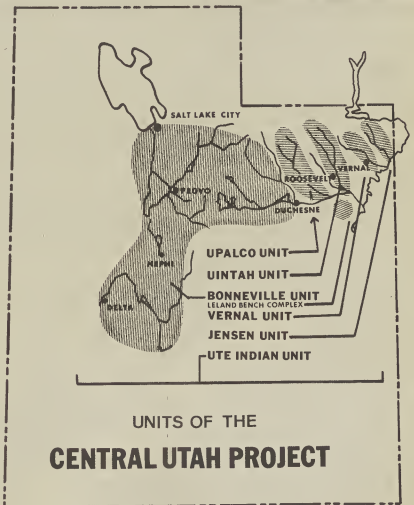 SALT LAKE CITY
VERNAL
ROOSEVELT
PROVO
DUCHESNE
NEPHI
DELTA
UPALCO UNIT
UINTAH UNIT
BONNEVILLE UNIT
LELAND BENCH COMPLEX
VERNAL UNIT
JENSEN UNIT
UTE INDIAN UNIT
UNITS OF THE
CENTRAL UTAH PROJECT